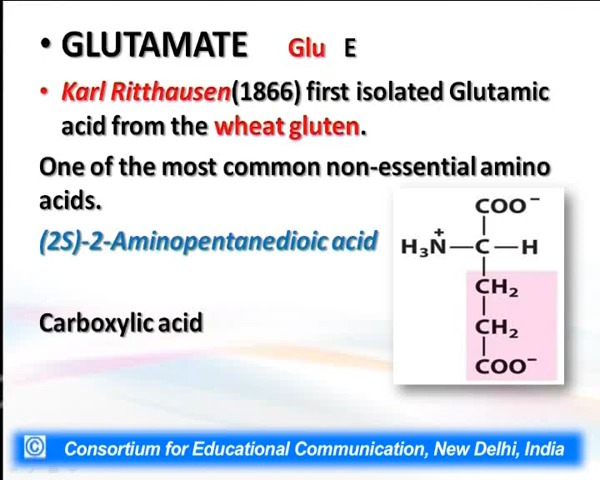 • GLUTAMATE Glu E
• Karl Ritthausen(1866) first isolated Glutamic
acid from the wheat gluten.
One of the most common non-essential amino
acids.
(2S)-2-Aminopentanedioic acid
Carboxylic acid
COO⁻
H₃N⁺—C—H
CH₂
CH₂
COO⁻
© Consortium for Educational Communication, New Delhi, India